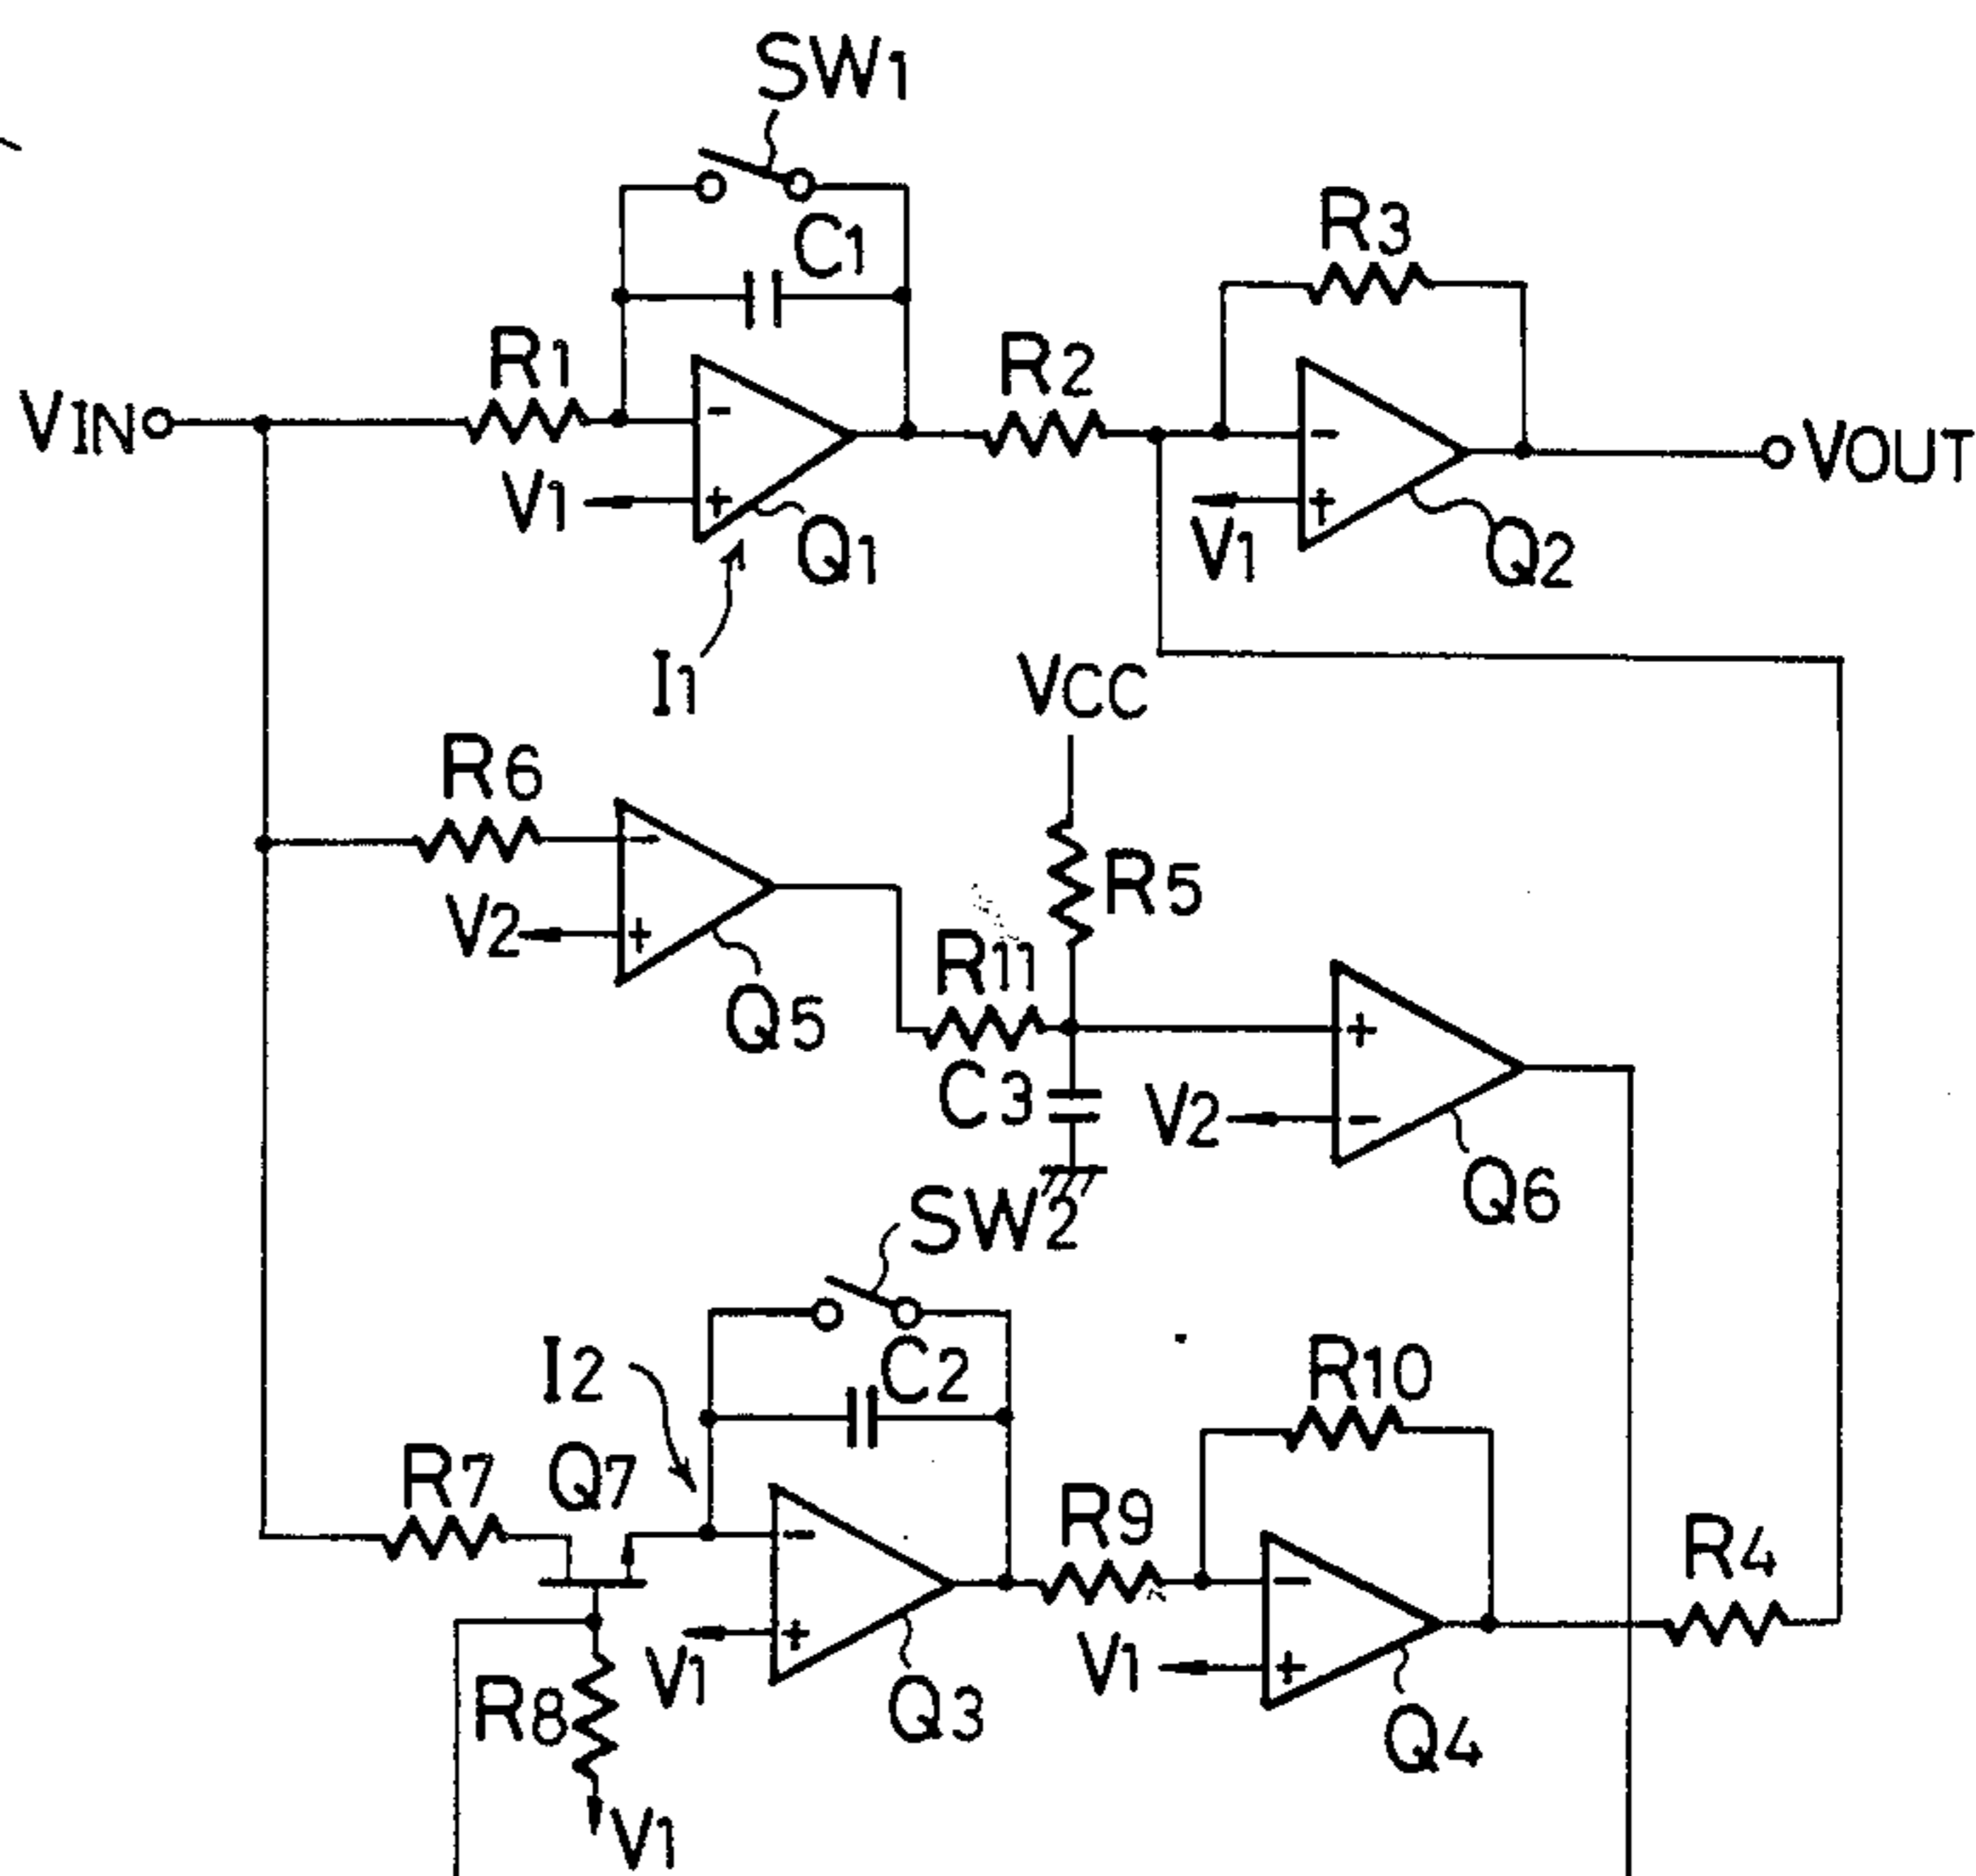 SW1
C1
R3
R1
R2
VIN
-
-
VOUT
V1
+
+
Q1
V1
Q2
I1
VCC
R6
-
R5
V2
+
R11
Q5
+
C3
V2
-
Q6
SW2
I2
C2
R10
R7
Q7
R9
R4
-
-
V1
+
V1
+
R8
Q3
Q4
V1